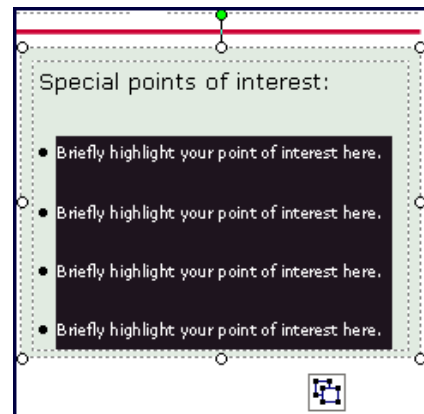 Special points of interest:
• Briefly highlight your point of interest here.
• Briefly highlight your point of interest here.
• Briefly highlight your point of interest here.
• Briefly highlight your point of interest here.